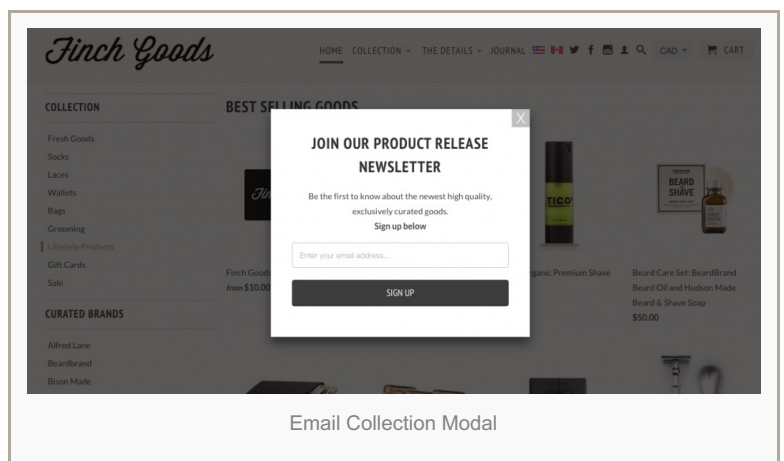 Finch Goods
HOME COLLECTION THE DETAILS JOURNAL CAD CART
COLLECTION
Fresh Goods
Socks
Laces
Wallets
Bags
Grooming
Lifestyle Products
Gift Cards
Sale
CURATED BRANDS
Alfred Lane
Beardbrand
Bison Made
BEST SELLING GOODS
X
JOIN OUR PRODUCT RELEASE
NEWSLETTER
Be the first to know about the newest high quality,
exclusively curated goods.
Sign up below
Enter your email address...
SIGN UP
Finch Goods
from $10.00
TICO
Premium Shave
BEARD
SHAVE
Beard Care Set: BeardBrand
Beard Oil and Hudson Made
Beard & Shave Soap
$50.00
Email Collection Modal